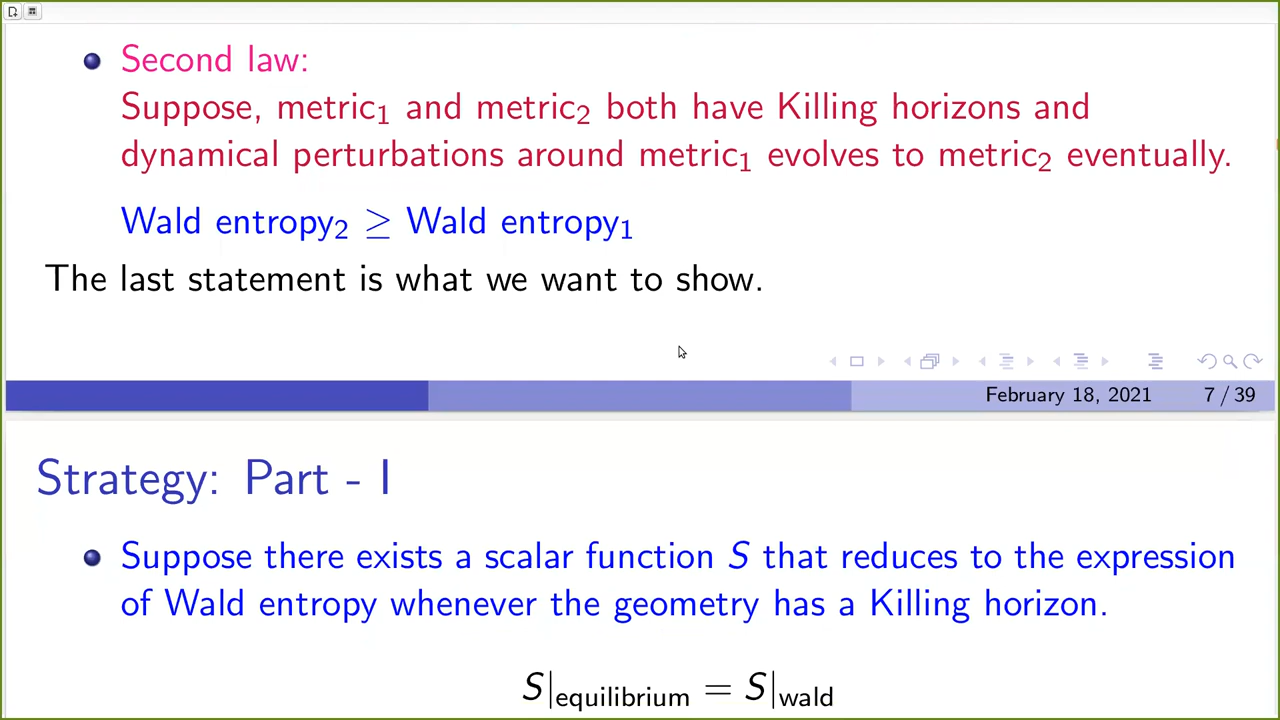 Second law:
Suppose, metric₁ and metric₂ both have Killing horizons and
dynamical perturbations around metric₁ evolves to metric₂ eventually.
Wald entropy₂ ≥ Wald entropy₁
The last statement is what we want to show.
February 18, 2021 7 / 39
Strategy: Part - I
Suppose there exists a scalar function S that reduces to the expression
of Wald entropy whenever the geometry has a Killing horizon.
S|equilibrium = S|wald